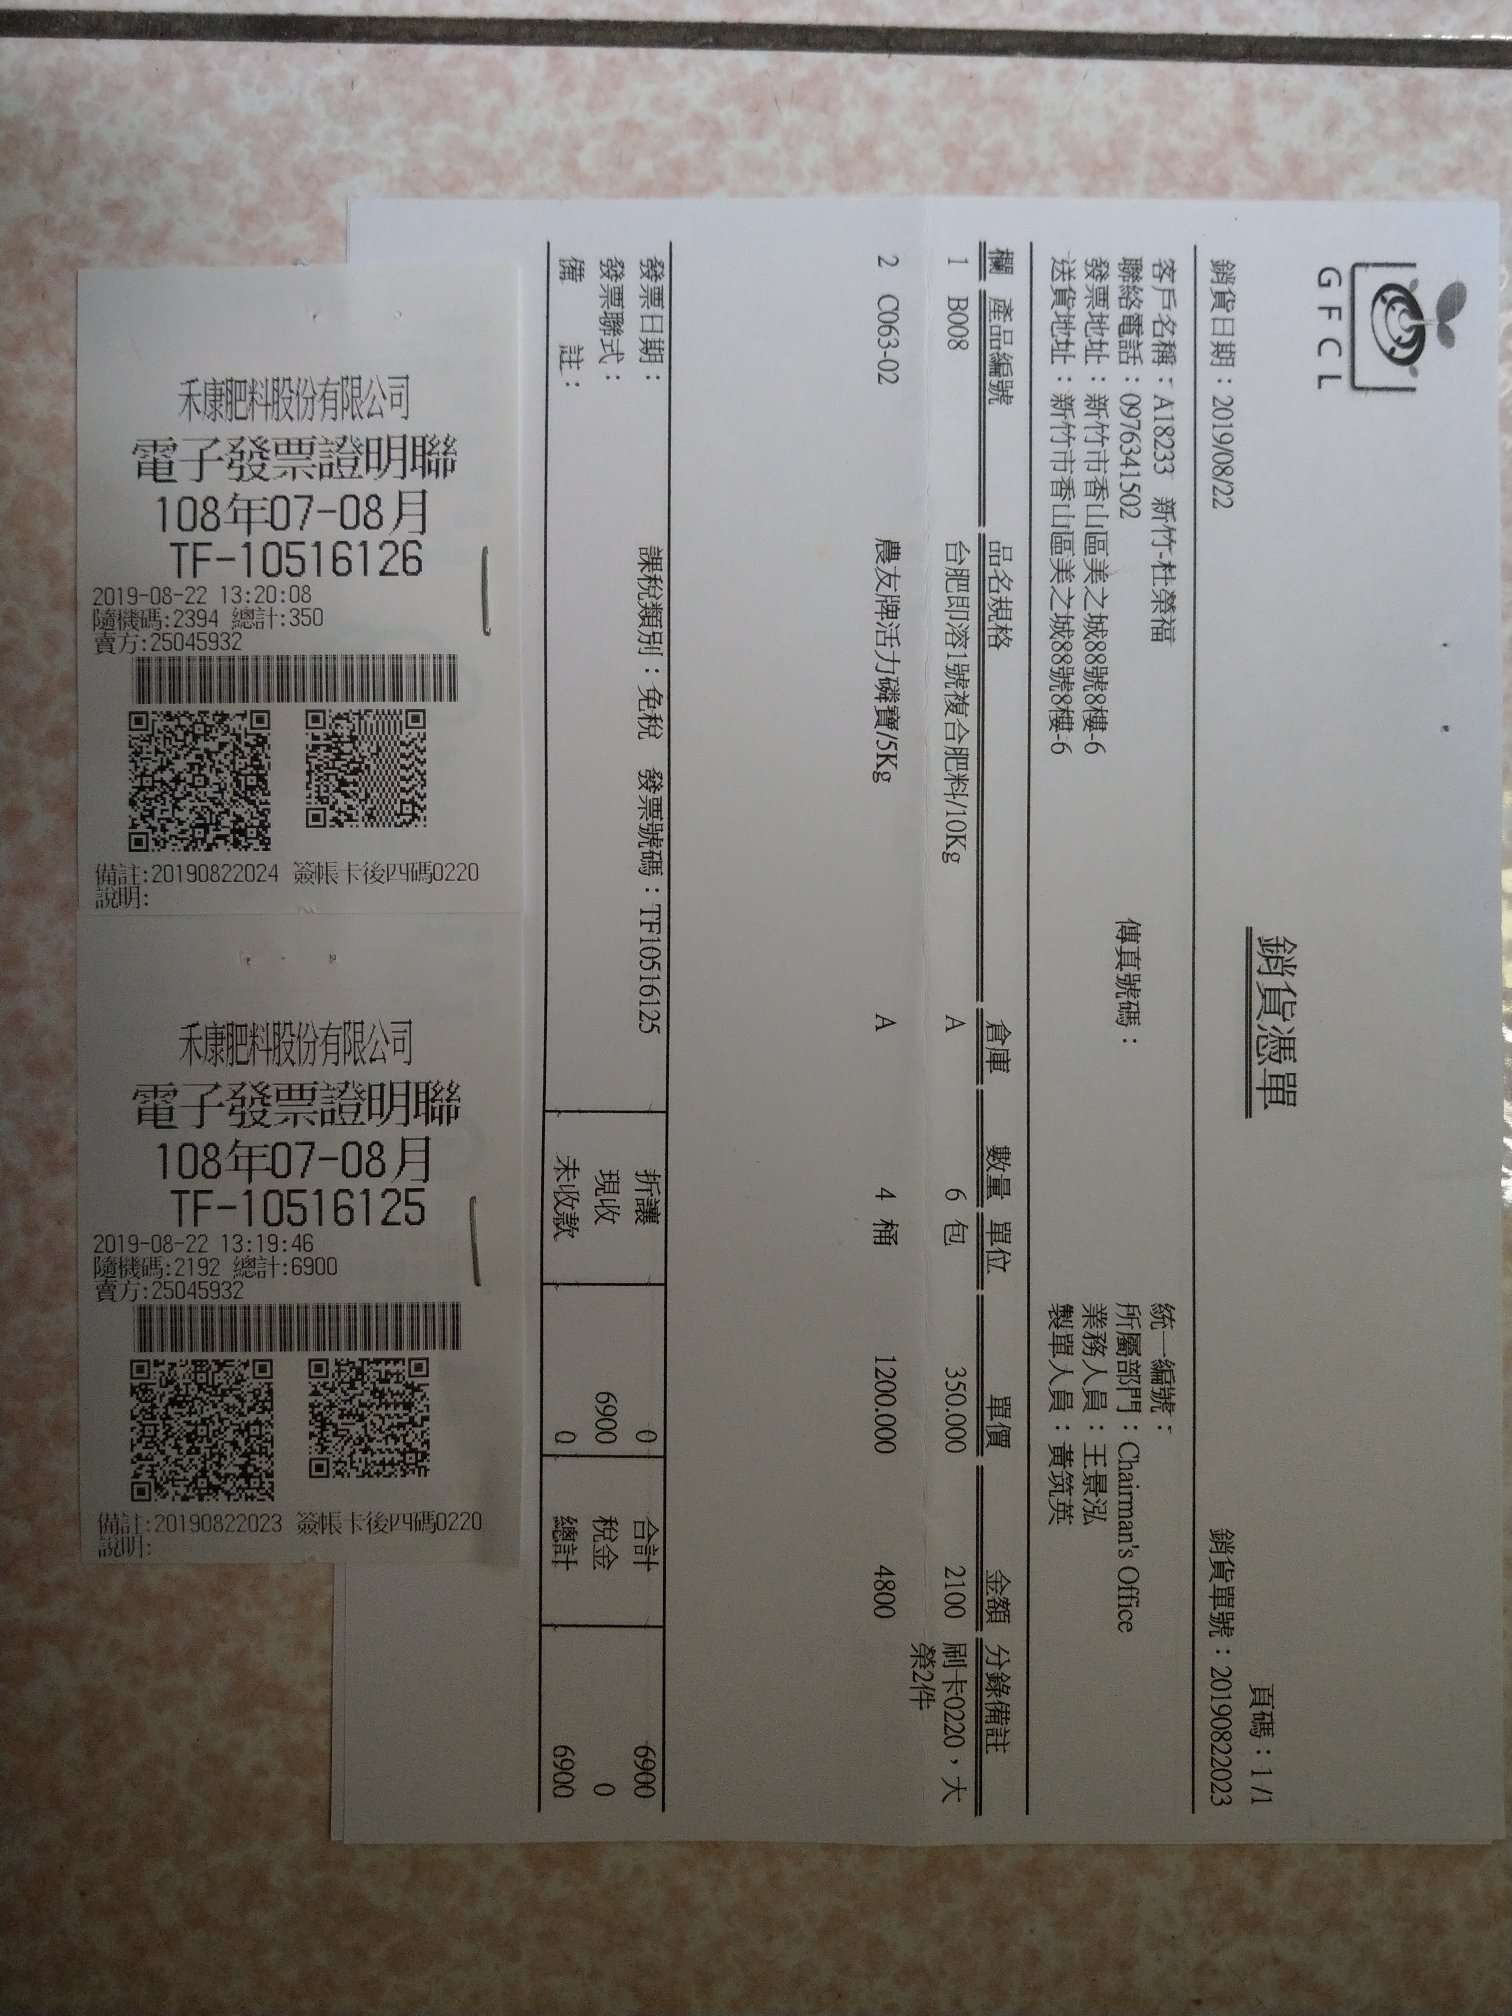 GFCL
銷貨憑單
頁碼：1 /1
銷貨日期：2019/08/22
銷貨單號：20190822023
客戶名稱：A18233 新竹-杜榮福
統一編號：
聯絡電話：0976341502
傳真號碼：
所屬部門：Chairman's Office
發票地址：新竹市香山區美之城88號8樓-6
業務人員：王景泓
送貨地址：新竹市香山區美之城88號8樓-6
製單人員：黃筑英
欄 產品編號 品名規格 倉庫 數量 單位 單價 金額 分錄備註
1 B008 台肥即溶1號複合肥料/10Kg A 6 包 350.000 2100 刷卡0220，大
榮2件
2 C063-02 農友牌活力磷寶/5Kg A 4 桶 1200.000 4800
發票日期： 課稅類別：免稅 發票號碼：TF10516125 折讓 0 合計 6900
發票聯式： 現收 6900 稅金 0
備 註： 未收款 0 總計 6900
禾康肥料股份有限公司
電子發票證明聯
108年07-08月
TF-10516126
2019-08-22 13:20:08
隨機碼:2394 總計:350
賣方:25045932
備註:20190822024 簽帳卡後四碼0220
說明:
禾康肥料股份有限公司
電子發票證明聯
108年07-08月
TF-10516125
2019-08-22 13:19:46
隨機碼:2192 總計:6900
賣方:25045932
備註:20190822023 簽帳卡後四碼0220
說明: